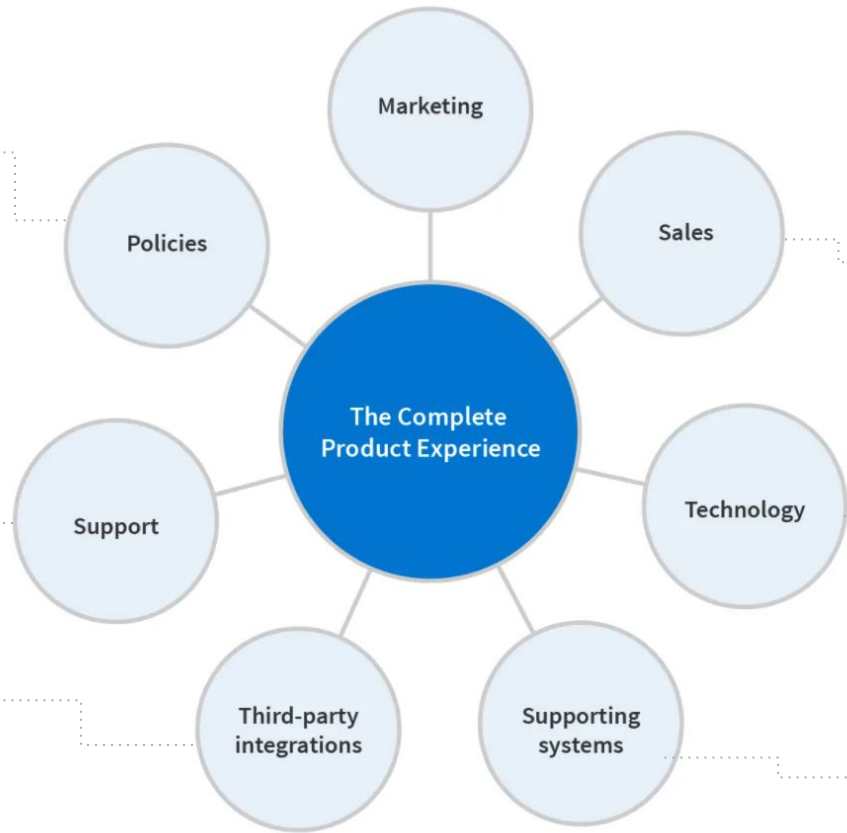 Marketing
Policies
Sales
The Complete
Product Experience
Support
Technology
Third-party
integrations
Supporting
systems